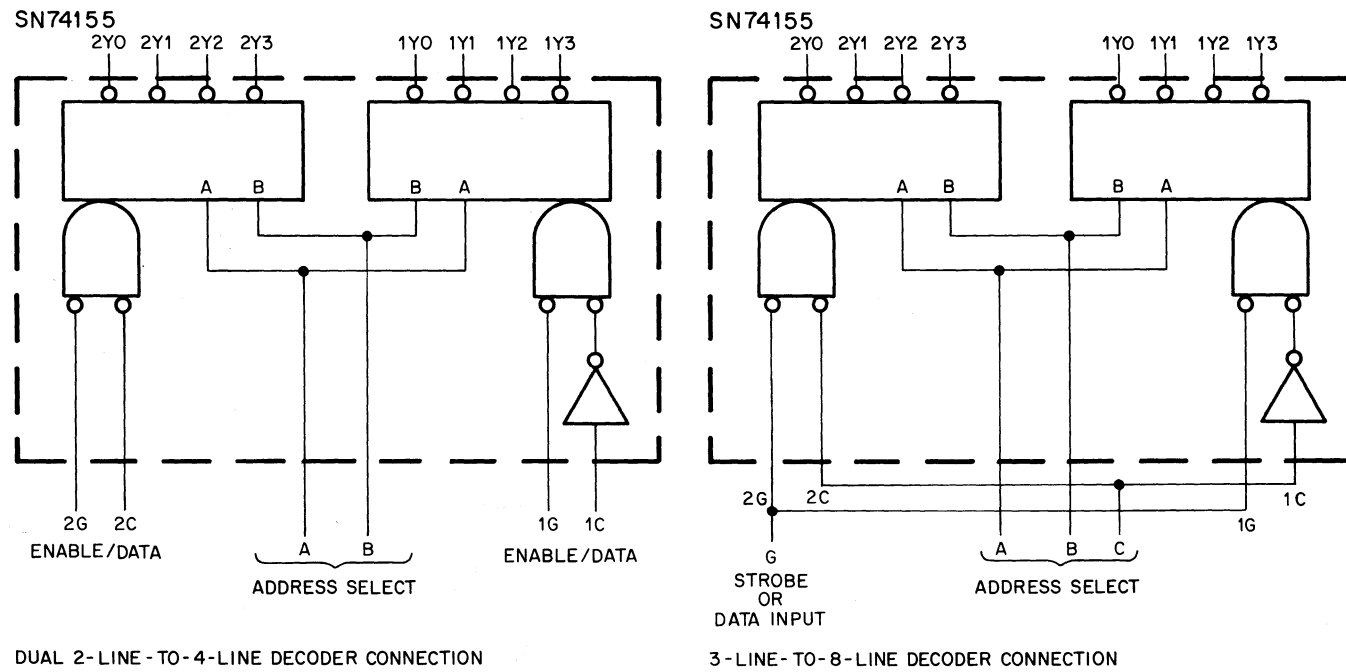 SN74155
2Y0 2Y1 2Y2 2Y3 1Y0 1Y1 1Y2 1Y3
A B B A
2G 2C 1G 1C
ENABLE/DATA A B ENABLE/DATA
ADDRESS SELECT
DUAL 2-LINE-TO-4-LINE DECODER CONNECTION
SN74155
2Y0 2Y1 2Y2 2Y3 1Y0 1Y1 1Y2 1Y3
A B B A
2G 2C 1C
1G
G A B C
STROBE
OR
DATA INPUT
ADDRESS SELECT
3-LINE-TO-8-LINE DECODER CONNECTION